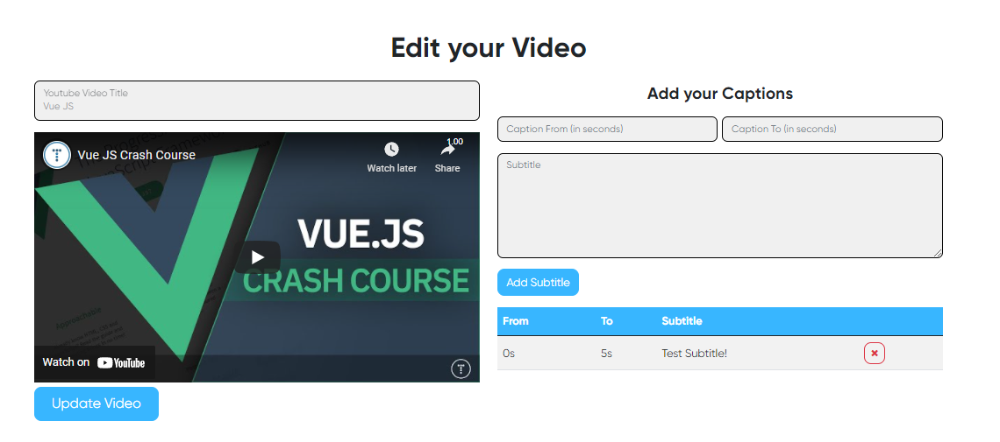 Edit your Video
Youtube Video Title
Vue JS
Vue JS Crash Course
Watch later
1.00
Share
VUE.JS
CRASH COURSE
Approachable
Watch on YouTube
Update Video
Add your Captions
Caption From (in seconds)
Caption To (in seconds)
Subtitle
Add Subtitle
From To Subtitle
0s 5s Test Subtitle!